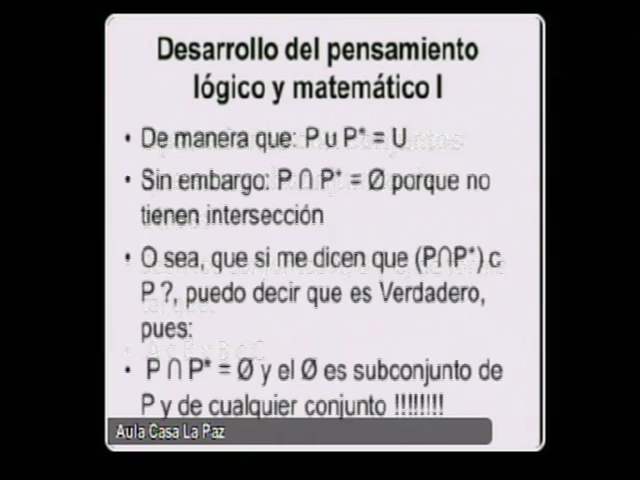 Desarrollo del pensamiento
lógico y matemático I
• De manera que: P u P* = U
• Sin embargo: P ∩ P* = Ø porque no
tienen intersección
• O sea, que si me dicen que (P∩P*) c
P ?, puedo decir que es Verdadero,
pues:
• P ∩ P* = Ø y el Ø es subconjunto de
P y de cualquier conjunto !!!!!!!!
Aula Casa La Paz